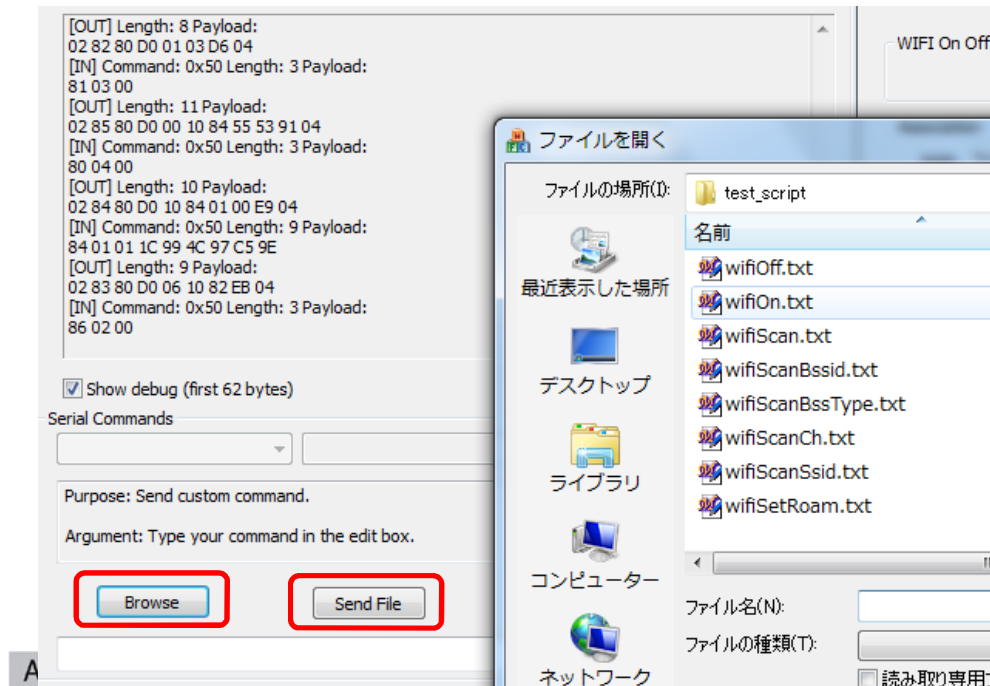 [OUT] Length: 8 Payload:
02 82 80 D0 01 03 D6 04
[IN] Command: 0x50 Length: 3 Payload:
81 03 00
[OUT] Length: 11 Payload:
02 85 80 D0 00 10 84 55 53 91 04
[IN] Command: 0x50 Length: 3 Payload:
80 04 00
[OUT] Length: 10 Payload:
02 84 80 D0 10 84 01 00 E9 04
[IN] Command: 0x50 Length: 9 Payload:
84 01 01 1C 99 4C 97 C5 9E
[OUT] Length: 9 Payload:
02 83 80 D0 06 10 82 EB 04
[IN] Command: 0x50 Length: 3 Payload:
86 02 00
Show debug (first 62 bytes)
Serial Commands
Purpose: Send custom command.
Argument: Type your command in the edit box.
Browse
Send File
A
WIFI On Off
ファイルを開く
ファイルの場所(I):
test_script
最近表示した場所
デスクトップ
ライブラリ
コンピューター
ネットワーク
名前
wifiOff.txt
wifiOn.txt
wifiScan.txt
wifiScanBssid.txt
wifiScanBssType.txt
wifiScanCh.txt
wifiScanSsid.txt
wifiSetRoam.txt
ファイル名(N):
ファイルの種類(T):
読み取り専用